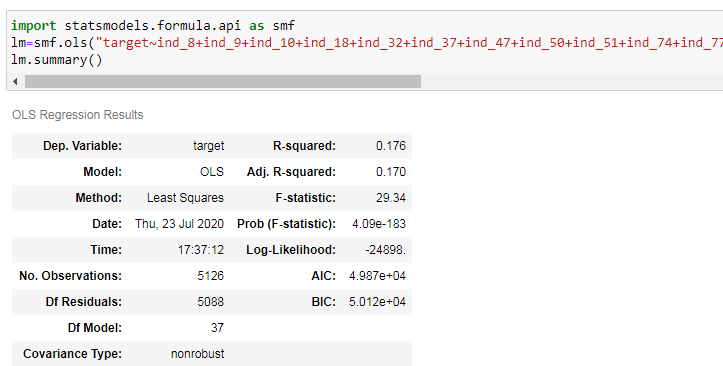 import statsmodels.formula.api as smf
lm=smf.ols("target~ind_8+ind_9+ind_10+ind_18+ind_32+ind_37+ind_47+ind_50+ind_51+ind_74+ind_77
lm.summary()
OLS Regression Results
Dep. Variable: target R-squared: 0.176
Model: OLS Adj. R-squared: 0.170
Method: Least Squares F-statistic: 29.34
Date: Thu, 23 Jul 2020 Prob (F-statistic): 4.09e-183
Time: 17:37:12 Log-Likelihood: -24898.
No. Observations: 5126 AIC: 4.987e+04
Df Residuals: 5088 BIC: 5.012e+04
Df Model: 37
Covariance Type: nonrobust